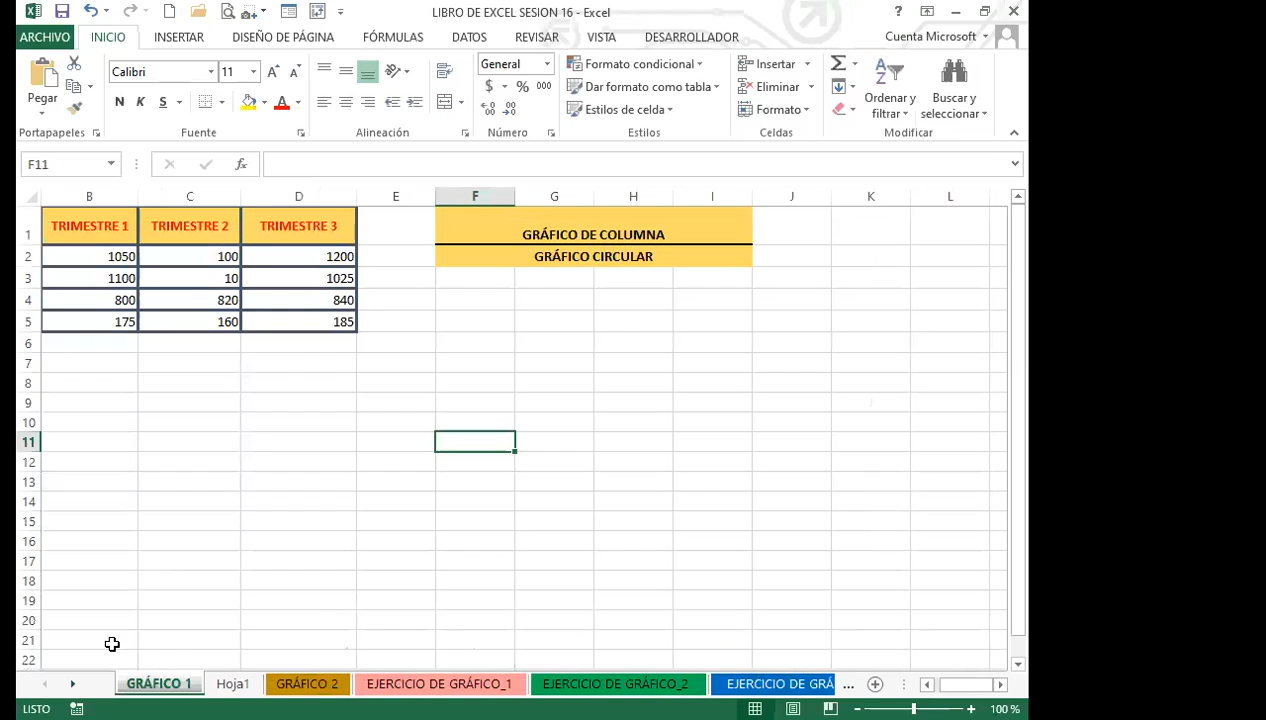 LIBRO DE EXCEL SESION 16 - Excel
ARCHIVO INICIO INSERTAR DISEÑO DE PÁGINA FÓRMULAS DATOS REVISAR VISTA DESARROLLADOR Cuenta Microsoft
Pegar
Calibri 11
N K S
General
$ % 000
Formato condicional
Dar formato como tabla
Estilos de celda
Insertar
Eliminar
Formato
Ordenar y filtrar
Buscar y seleccionar
Portapapeles Fuente Alineación Número Estilos Celdas Modificar
F11 fx
B C D E F G H I J K L
1 TRIMESTRE 1 TRIMESTRE 2 TRIMESTRE 3 GRÁFICO DE COLUMNA
2 1050 100 1200 GRÁFICO CIRCULAR
3 1100 10 1025
4 800 820 840
5 175 160 185
6
7
8
9
10
11
12
13
14
15
16
17
18
19
20
21
22
GRÁFICO 1 Hoja1 GRÁFICO 2 EJERCICIO DE GRÁFICO_1 EJERCICIO DE GRÁFICO_2 EJERCICIO DE GRÁ ...
LISTO 100 %